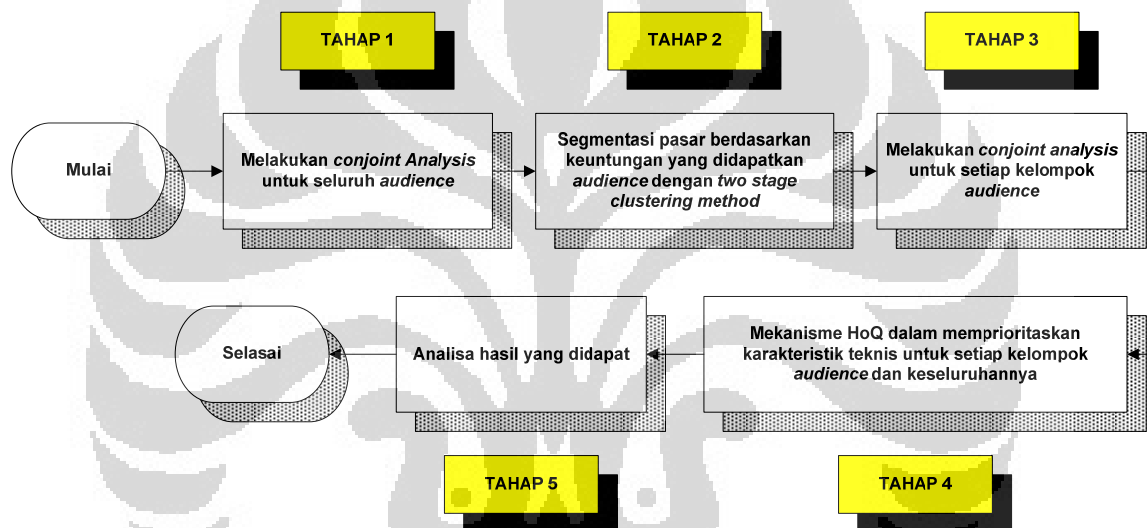 TAHAP 1
TAHAP 2
TAHAP 3
Mulai
Melakukan conjoint Analysis
untuk seluruh audience
Segmentasi pasar berdasarkan
keuntungan yang didapatkan
audience dengan two stage
clustering method
Melakukan conjoint analysis
untuk setiap kelompok
audience
Selasai
Analisa hasil yang didapat
Mekanisme HoQ dalam memprioritaskan
karakteristik teknis untuk setiap kelompok
audience dan keseluruhannya
TAHAP 5
TAHAP 4